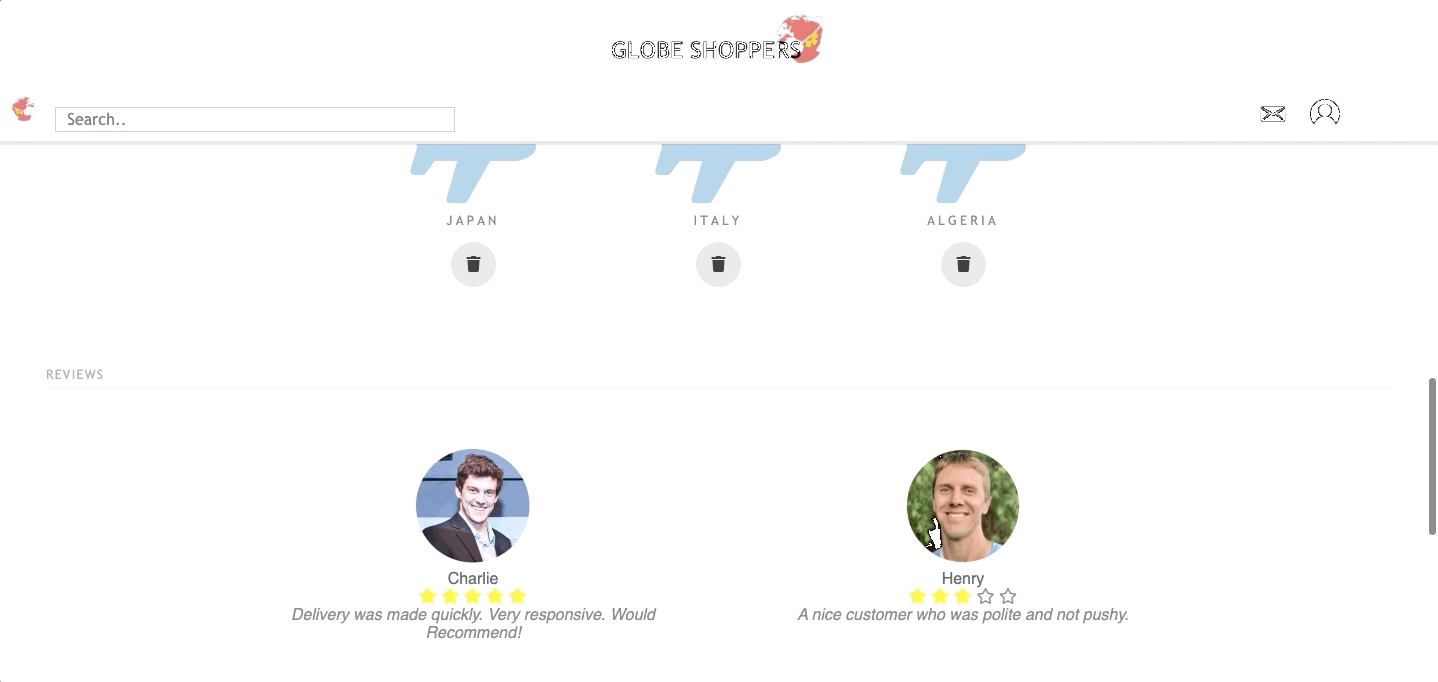 GLOBE SHOPPERS
Search..
JAPAN
ITALY
ALGERIA
REVIEWS
Charlie
Delivery was made quickly. Very responsive. Would
Recommend!
Henry
A nice customer who was polite and not pushy.